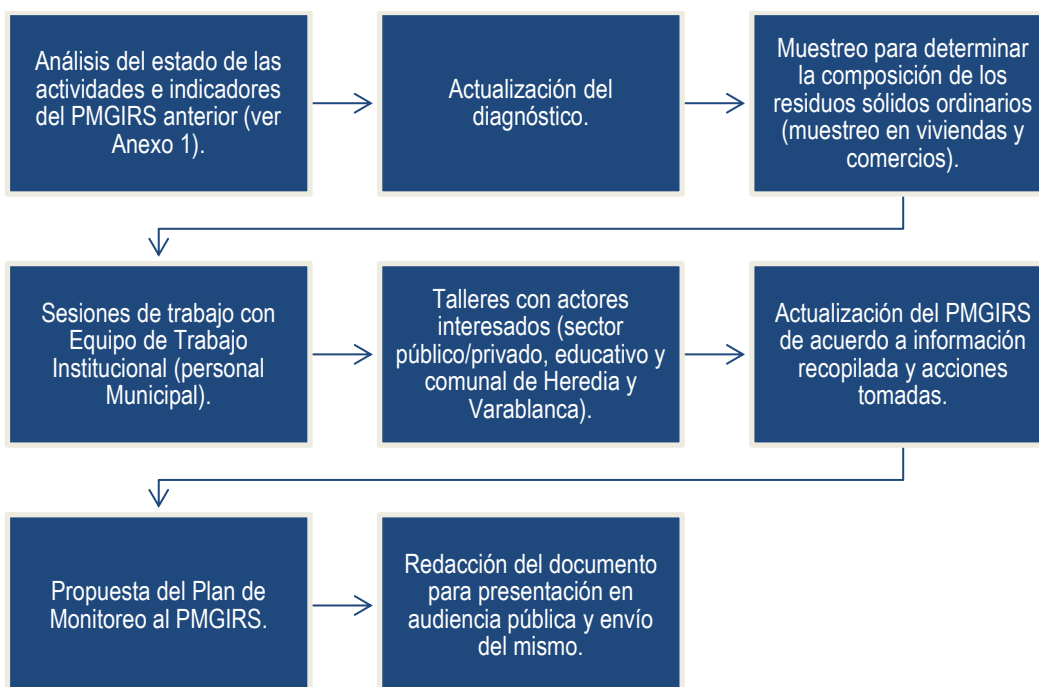 Análisis del estado de las
actividades e indicadores
del PMGIRS anterior (ver
Anexo 1).
Actualización del
diagnóstico.
Muestreo para determinar
la composición de los
residuos sólidos ordinarios
(muestreo en viviendas y
comercios).
Sesiones de trabajo con
Equipo de Trabajo
Institucional (personal
Municipal).
Talleres con actores
interesados (sector
público/privado, educativo y
comunal de Heredia y
Varablanca).
Actualización del PMGIRS
de acuerdo a información
recopilada y acciones
tomadas.
Propuesta del Plan de
Monitoreo al PMGIRS.
Redacción del documento
para presentación en
audiencia pública y envío
del mismo.